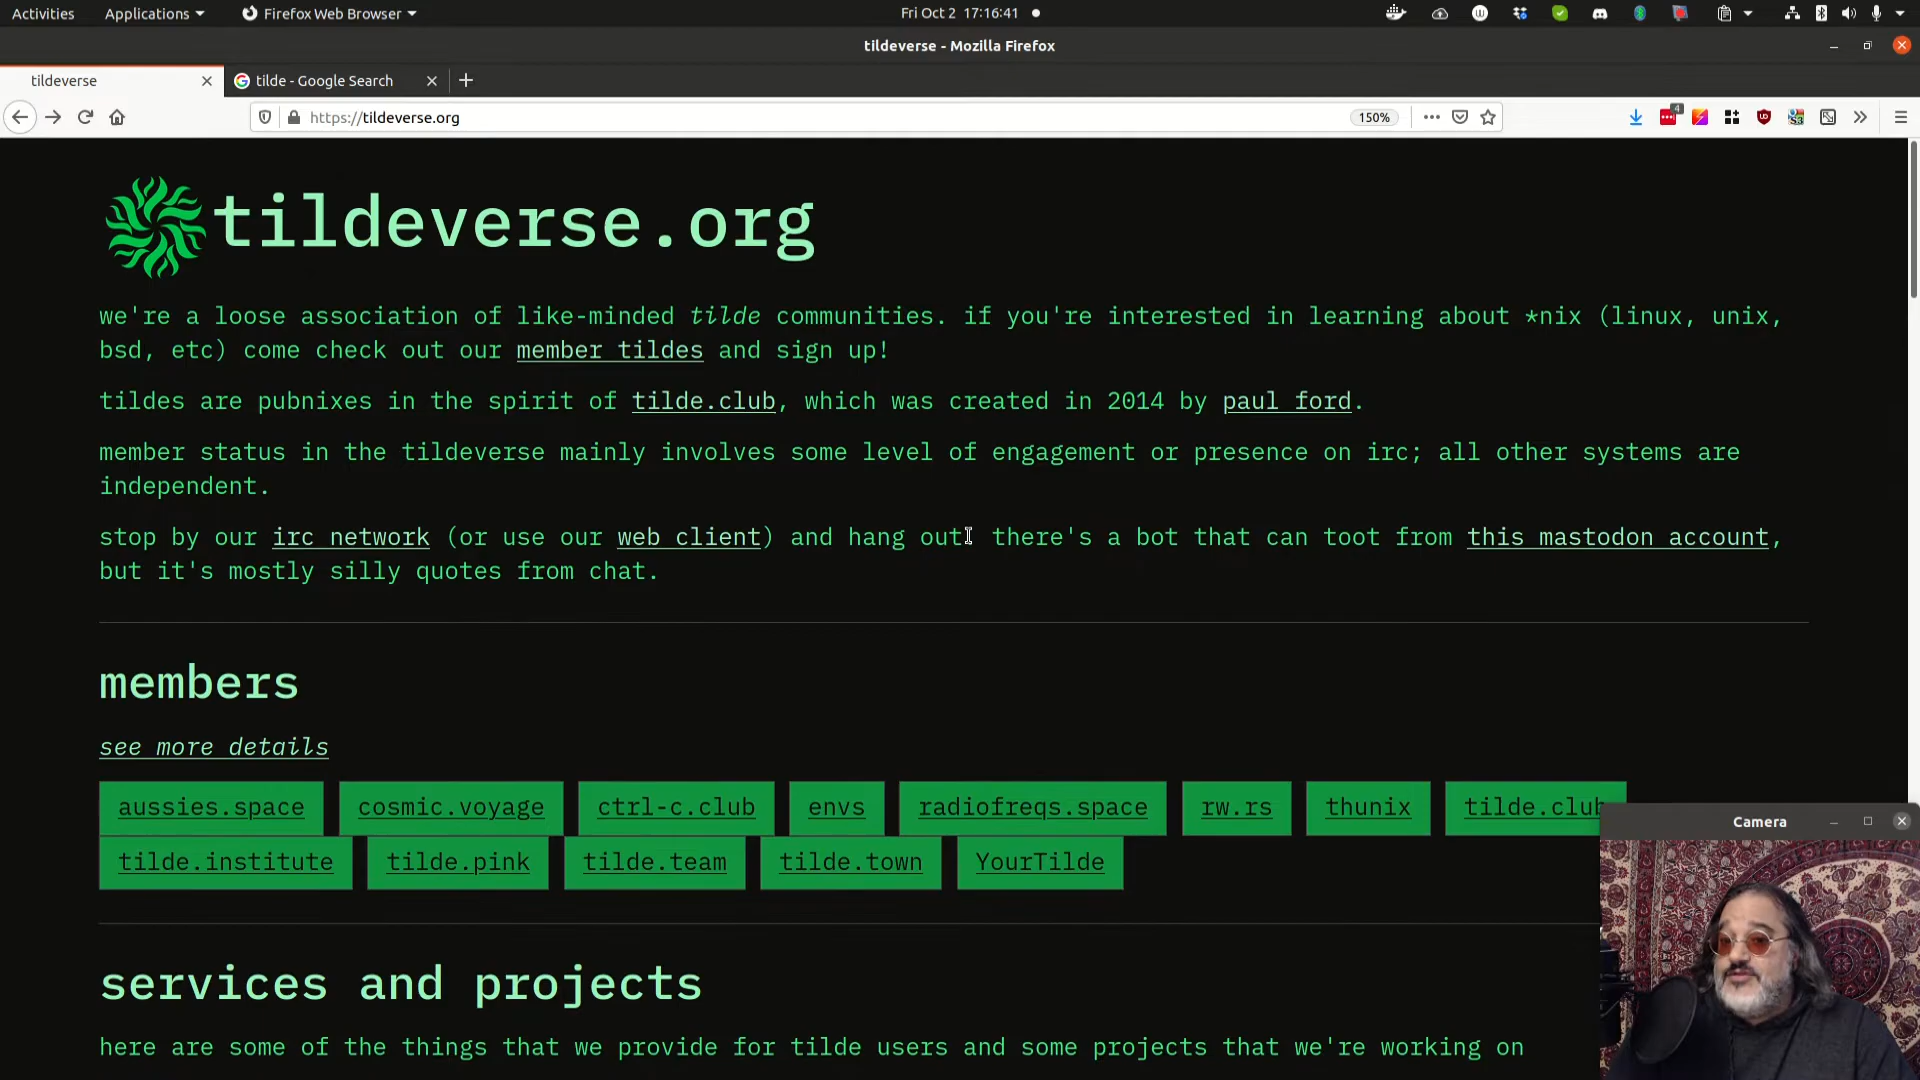 Activities Applications Firefox Web Browser Fri Oct 2 17:16:41
tildeverse - Mozilla Firefox
tildeverse tilde - Google Search
https://tildeverse.org 150% 4
tildeverse.org
we're a loose association of like-minded tilde communities. if you're interested in learning about *nix (linux, unix,
bsd, etc) come check out our member tildes and sign up!
tildes are pubnixes in the spirit of tilde.club, which was created in 2014 by paul ford.
member status in the tildeverse mainly involves some level of engagement or presence on irc; all other systems are
independent.
stop by our irc network (or use our web client) and hang out! there's a bot that can toot from this mastodon account,
but it's mostly silly quotes from chat.
members
see more details
aussies.space cosmic.voyage ctrl-c.club envs radiofreqs.space rw.rs thunix tilde.club
tilde.institute tilde.pink tilde.team tilde.town YourTilde
Camera
services and projects
here are some of the things that we provide for tilde users and some projects that we're working on